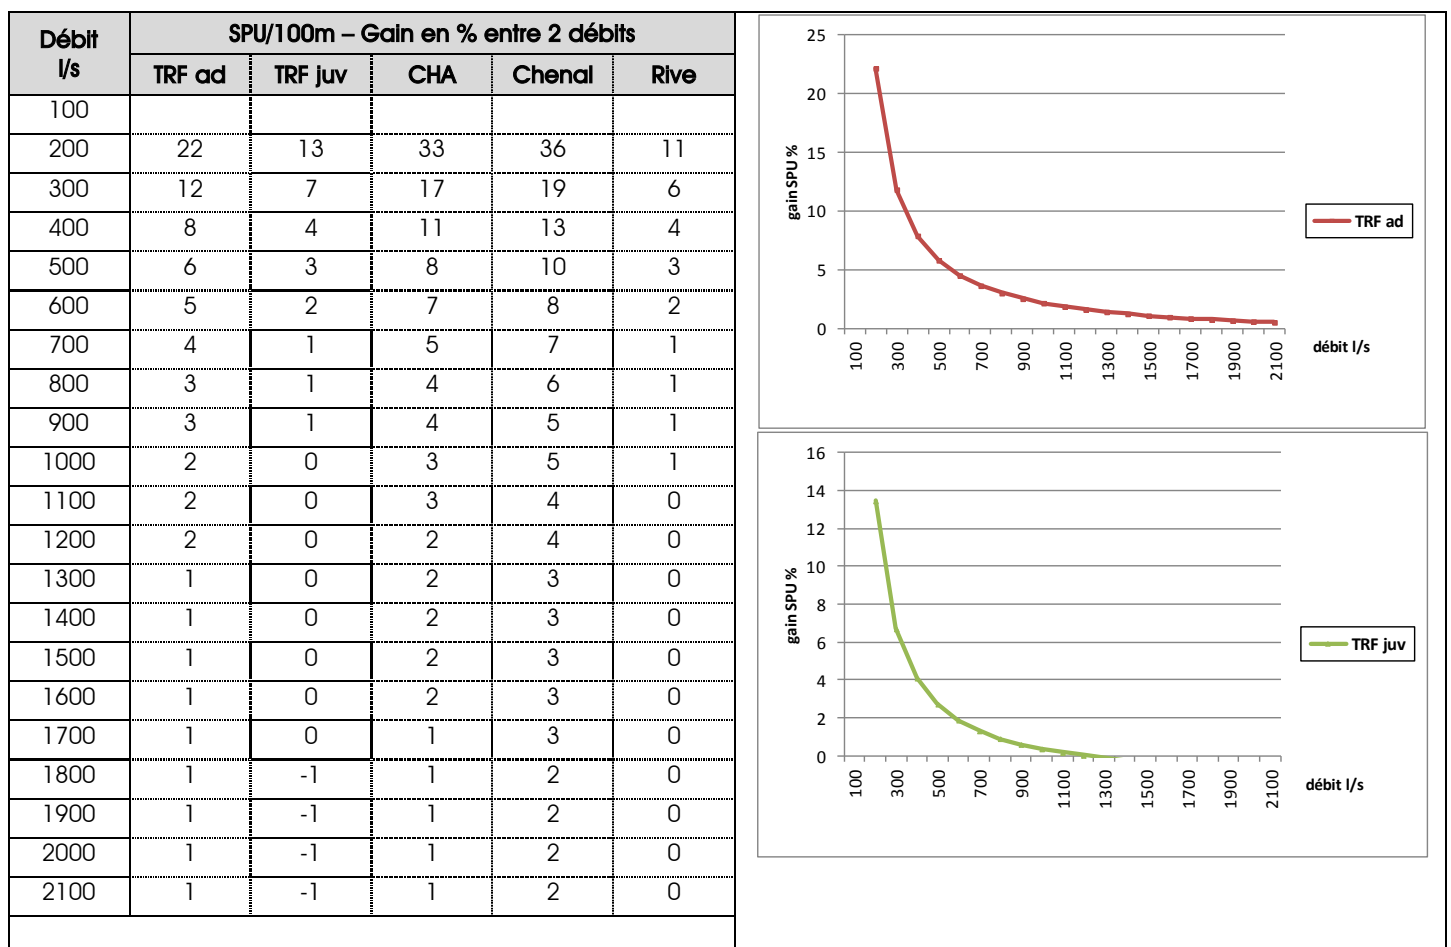 Débit l/s
SPU/100m – Gain en % entre 2 débits
TRF ad TRF juv CHA Chenal Rive
100
200 22 13 33 36 11
300 12 7 17 19 6
400 8 4 11 13 4
500 6 3 8 10 3
600 5 2 7 8 2
700 4 1 5 7 1
800 3 1 4 6 1
900 3 1 4 5 1
1000 2 0 3 5 1
1100 2 0 3 4 0
1200 2 0 2 4 0
1300 1 0 2 3 0
1400 1 0 2 3 0
1500 1 0 2 3 0
1600 1 0 2 3 0
1700 1 0 1 3 0
1800 1 -1 1 2 0
1900 1 -1 1 2 0
2000 1 -1 1 2 0
2100 1 -1 1 2 0
25
20
15
10
5
0
gain SPU %
100 300 500 700 900 1100 1300 1500 1700 1900 2100
débit l/s
TRF ad
16
14
12
10
8
6
4
2
0
gain SPU %
100 300 500 700 900 1100 1300 1500 1700 1900 2100
débit l/s
TRF juv